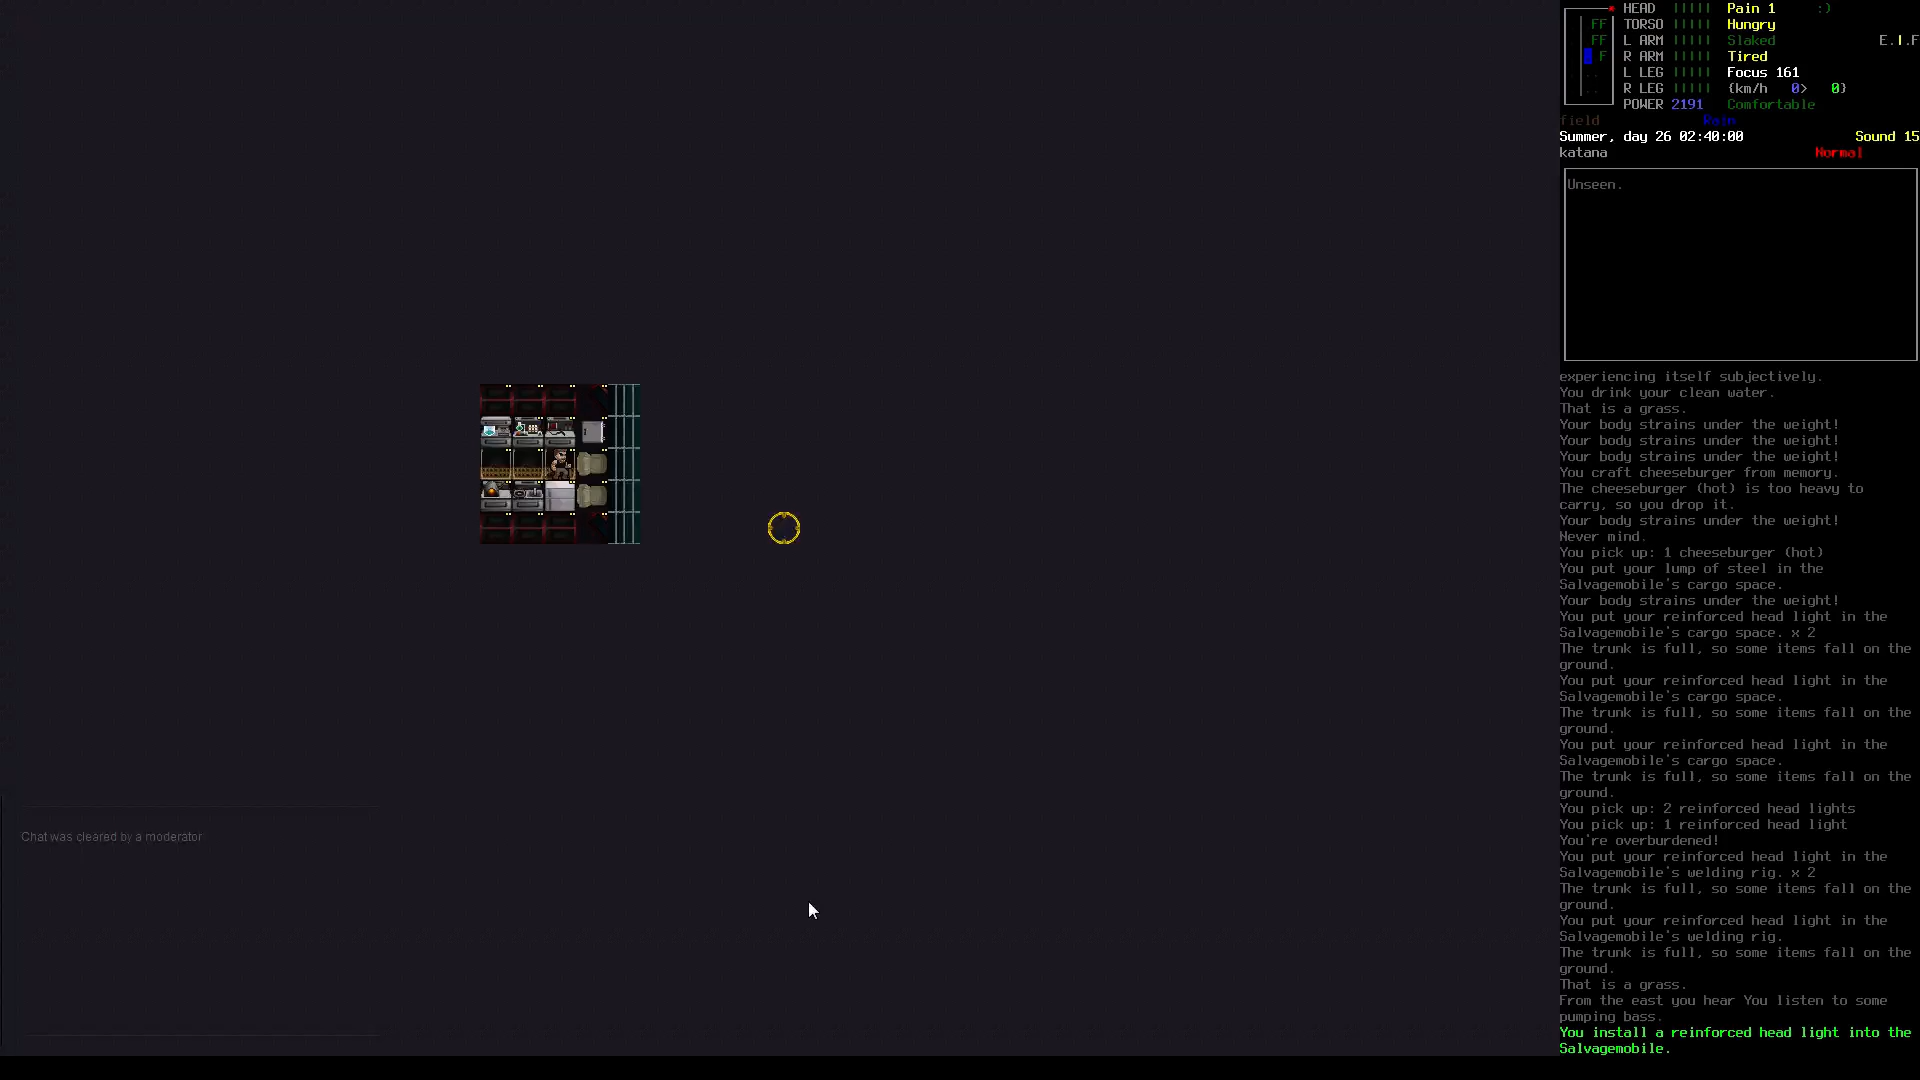 HEAD ||||| Pain 1 :)
FF TORSO ||||| Hungry
FF L ARM ||||| Slaked E.I.F
F R ARM ||||| Tired
.. L LEG ||||| Focus 161
.. R LEG ||||| {km/h 0> 0}
POWER 2191 Comfortable
field Rain
Summer, day 26 02:40:00 Sound 15
katana Normal
Unseen.
experiencing itself subjectively.
You drink your clean water.
That is a grass.
Your body strains under the weight!
Your body strains under the weight!
Your body strains under the weight!
You craft cheeseburger from memory.
The cheeseburger (hot) is too heavy to
carry, so you drop it.
Your body strains under the weight!
Never mind.
You pick up: 1 cheeseburger (hot)
You put your lump of steel in the
Salvagemobile's cargo space.
Your body strains under the weight!
You put your reinforced head light in the
Salvagemobile's cargo space. x 2
The trunk is full, so some items fall on the
ground.
You put your reinforced head light in the
Salvagemobile's cargo space.
The trunk is full, so some items fall on the
ground.
You put your reinforced head light in the
Salvagemobile's cargo space.
The trunk is full, so some items fall on the
ground.
You pick up: 2 reinforced head lights
You pick up: 1 reinforced head light
You're overburdened!
You put your reinforced head light in the
Salvagemobile's welding rig. x 2
The trunk is full, so some items fall on the
ground.
You put your reinforced head light in the
Salvagemobile's welding rig.
The trunk is full, so some items fall on the
ground.
That is a grass.
From the east you hear You listen to some
pumping bass.
You install a reinforced head light into the
Salvagemobile.
Chat was cleared by a moderator